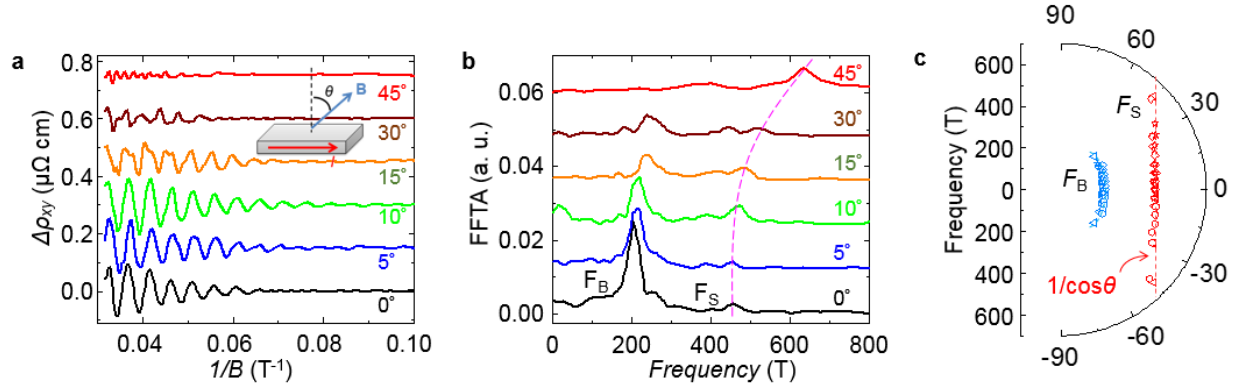 a
0.8
0.6
0.4
0.2
0.0
Δρxy (μΩ cm)
45°
30°
15°
10°
5°
0°
θ
B
I
0.04 0.06 0.08 0.10
1/B (T⁻¹)
b
0.06
0.04
0.02
0.00
FFTA (a. u.)
45°
30°
15°
10°
5°
0°
FB
FS
0 200 400 600 800
Frequency (T)
c
600
400
200
0
200
400
600
Frequency (T)
90
60
30
0
-30
-60
-90
FS
FB
1/cosθ